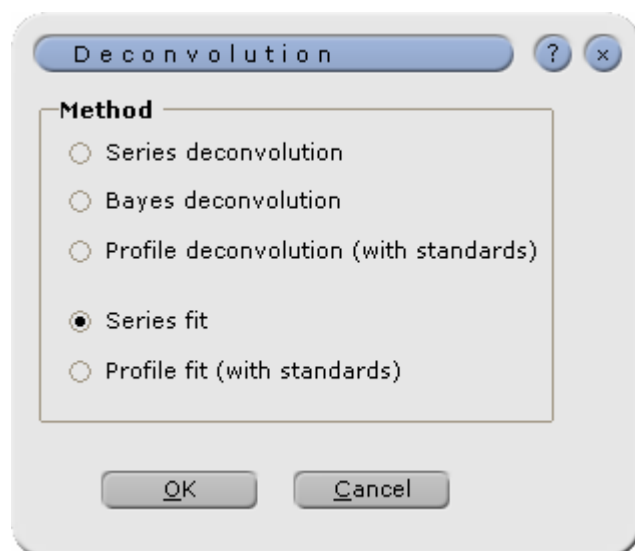 Deconvolution ? ×
Method
Series deconvolution
Bayes deconvolution
Profile deconvolution (with standards)
Series fit
Profile fit (with standards)
OK Cancel